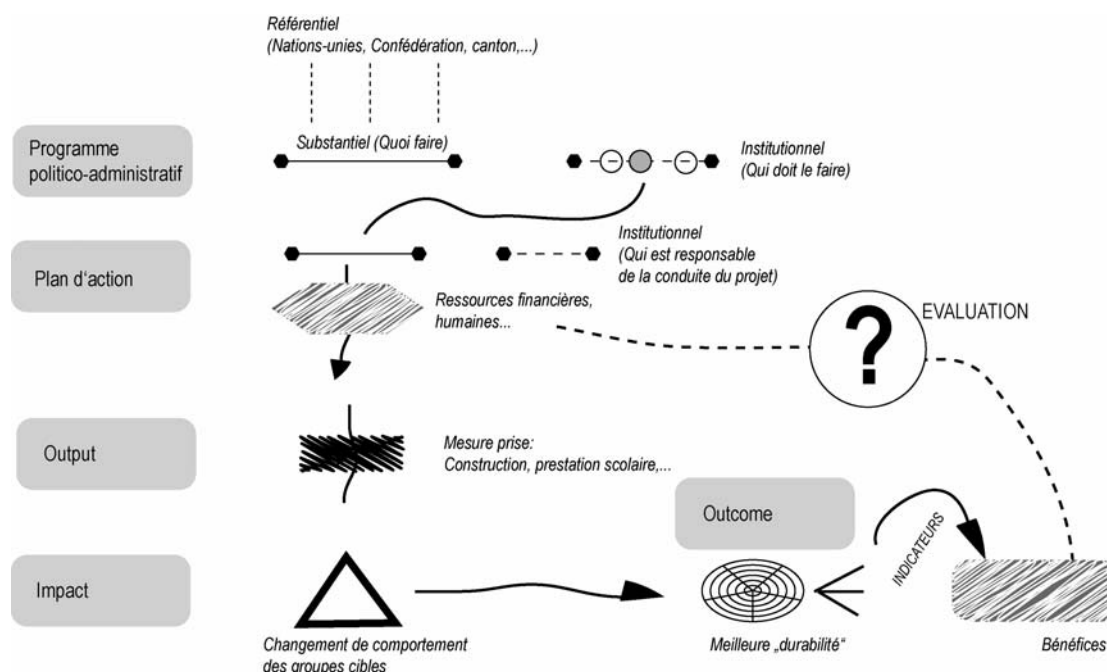 Référentiel
(Nations-unies, Confédération, canton,...)
Programme
politico-administratif
Substantiel (Quoi faire)
Institutionnel
(Qui doit le faire)
Plan d'action
Institutionnel
(Qui est responsable
de la conduite du projet)
Ressources financières,
humaines...
?
EVALUATION
Output
Mesure prise:
Construction, prestation scolaire,...
Outcome
INDICATEURS
Impact
Changement de comportement
des groupes cibles
Meilleure „durabilité“
Bénéfices